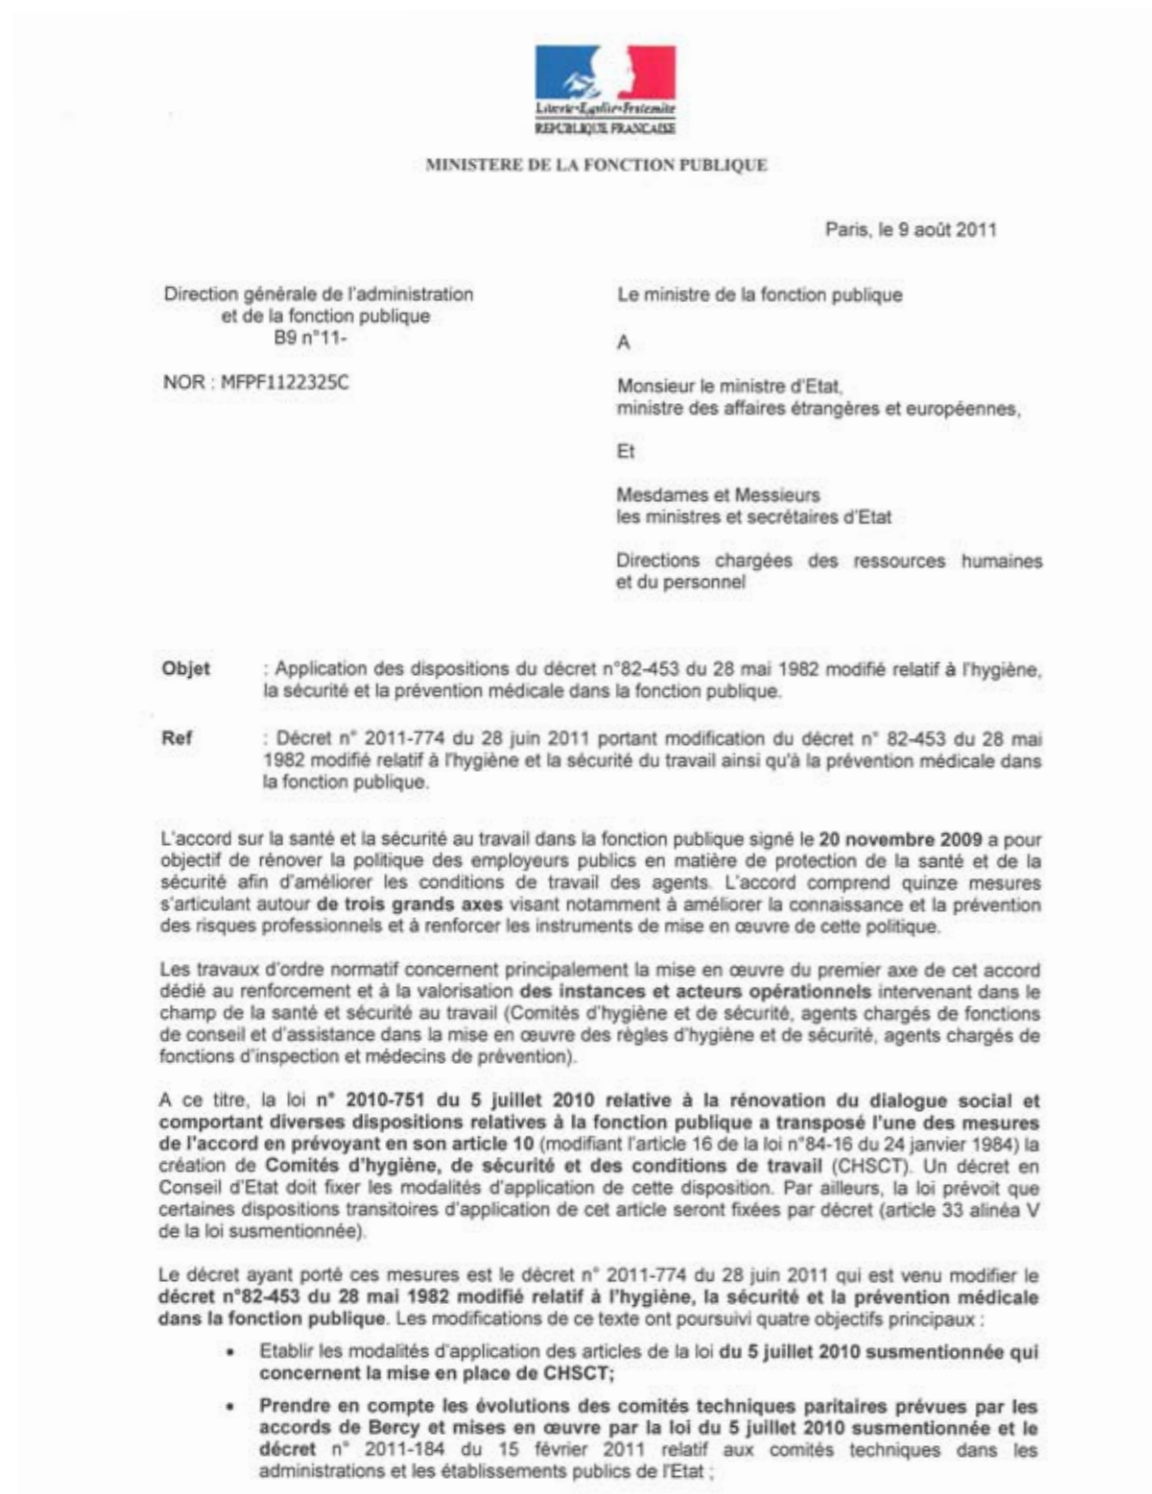 Liberté • Egalité • Fraternité
REPUBLIQUE FRANCAISE
MINISTERE DE LA FONCTION PUBLIQUE
Paris, le 9 août 2011
Direction générale de l'administration
et de la fonction publique
B9 n°11-
NOR : MFPF1122325C
Le ministre de la fonction publique
A
Monsieur le ministre d'Etat,
ministre des affaires étrangères et européennes,
Et
Mesdames et Messieurs
les ministres et secrétaires d'Etat
Directions chargées des ressources humaines
et du personnel
Objet : Application des dispositions du décret n°82-453 du 28 mai 1982 modifié relatif à l'hygiène,
la sécurité et la prévention médicale dans la fonction publique.
Ref : Décret n° 2011-774 du 28 juin 2011 portant modification du décret n° 82-453 du 28 mai
1982 modifié relatif à l'hygiène et la sécurité du travail ainsi qu'à la prévention médicale dans
la fonction publique.
L'accord sur la santé et la sécurité au travail dans la fonction publique signé le 20 novembre 2009 a pour
objectif de rénover la politique des employeurs publics en matière de protection de la santé et de la
sécurité afin d'améliorer les conditions de travail des agents. L'accord comprend quinze mesures
s'articulant autour de trois grands axes visant notamment à améliorer la connaissance et la prévention
des risques professionnels et à renforcer les instruments de mise en œuvre de cette politique.
Les travaux d'ordre normatif concernent principalement la mise en œuvre du premier axe de cet accord
dédié au renforcement et à la valorisation des instances et acteurs opérationnels intervenant dans le
champ de la santé et sécurité au travail (Comités d'hygiène et de sécurité, agents chargés de fonctions
de conseil et d'assistance dans la mise en œuvre des règles d'hygiène et de sécurité, agents chargés de
fonctions d'inspection et médecins de prévention).
A ce titre, la loi n° 2010-751 du 5 juillet 2010 relative à la rénovation du dialogue social et
comportant diverses dispositions relatives à la fonction publique a transposé l'une des mesures
de l'accord en prévoyant en son article 10 (modifiant l'article 16 de la loi n°84-16 du 24 janvier 1984) la
création de Comités d'hygiène, de sécurité et des conditions de travail (CHSCT). Un décret en
Conseil d'Etat doit fixer les modalités d'application de cette disposition. Par ailleurs, la loi prévoit que
certaines dispositions transitoires d'application de cet article seront fixées par décret (article 33 alinéa V
de la loi susmentionnée).
Le décret ayant porté ces mesures est le décret n° 2011-774 du 28 juin 2011 qui est venu modifier le
décret n°82-453 du 28 mai 1982 modifié relatif à l'hygiène, la sécurité et la prévention médicale
dans la fonction publique. Les modifications de ce texte ont poursuivi quatre objectifs principaux :
• Etablir les modalités d'application des articles de la loi du 5 juillet 2010 susmentionnée qui
concernent la mise en place de CHSCT;
• Prendre en compte les évolutions des comités techniques paritaires prévues par les
accords de Bercy et mises en œuvre par la loi du 5 juillet 2010 susmentionnée et le
décret n° 2011-184 du 15 février 2011 relatif aux comités techniques dans les
administrations et les établissements publics de l'Etat ;